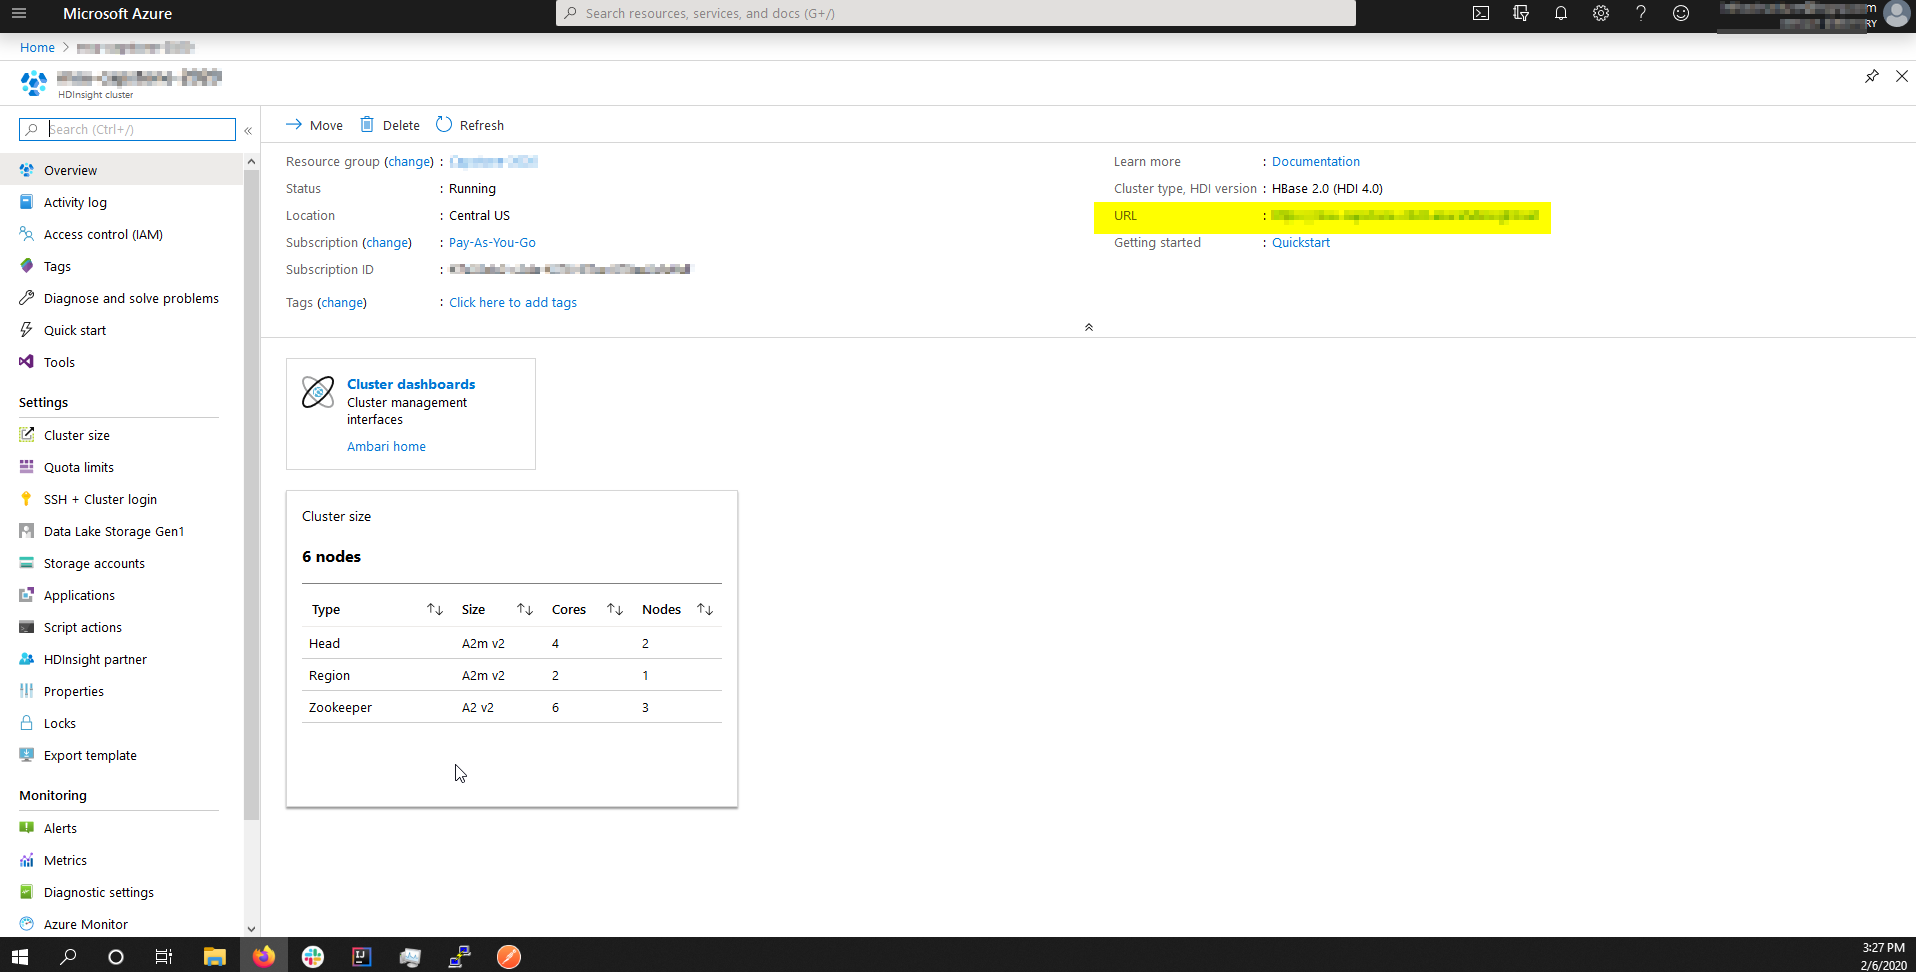 Microsoft Azure
Search resources, services, and docs (G+/)
Home
HDInsight cluster
Search (Ctrl+/)
Move
Delete
Refresh
Overview
Activity log
Access control (IAM)
Tags
Diagnose and solve problems
Quick start
Tools
Settings
Cluster size
Quota limits
SSH + Cluster login
Data Lake Storage Gen1
Storage accounts
Applications
Script actions
HDInsight partner
Properties
Locks
Export template
Monitoring
Alerts
Metrics
Diagnostic settings
Azure Monitor
Resource group (change) :
Status : Running
Location : Central US
Subscription (change) : Pay-As-You-Go
Subscription ID :
Tags (change) : Click here to add tags
Learn more : Documentation
Cluster type, HDI version : HBase 2.0 (HDI 4.0)
URL :
Getting started : Quickstart
Cluster dashboards
Cluster management
interfaces
Ambari home
Cluster size
6 nodes
Type Size Cores Nodes
Head A2m v2 4 2
Region A2m v2 2 1
Zookeeper A2 v2 6 3
3:27 PM
2/6/2020